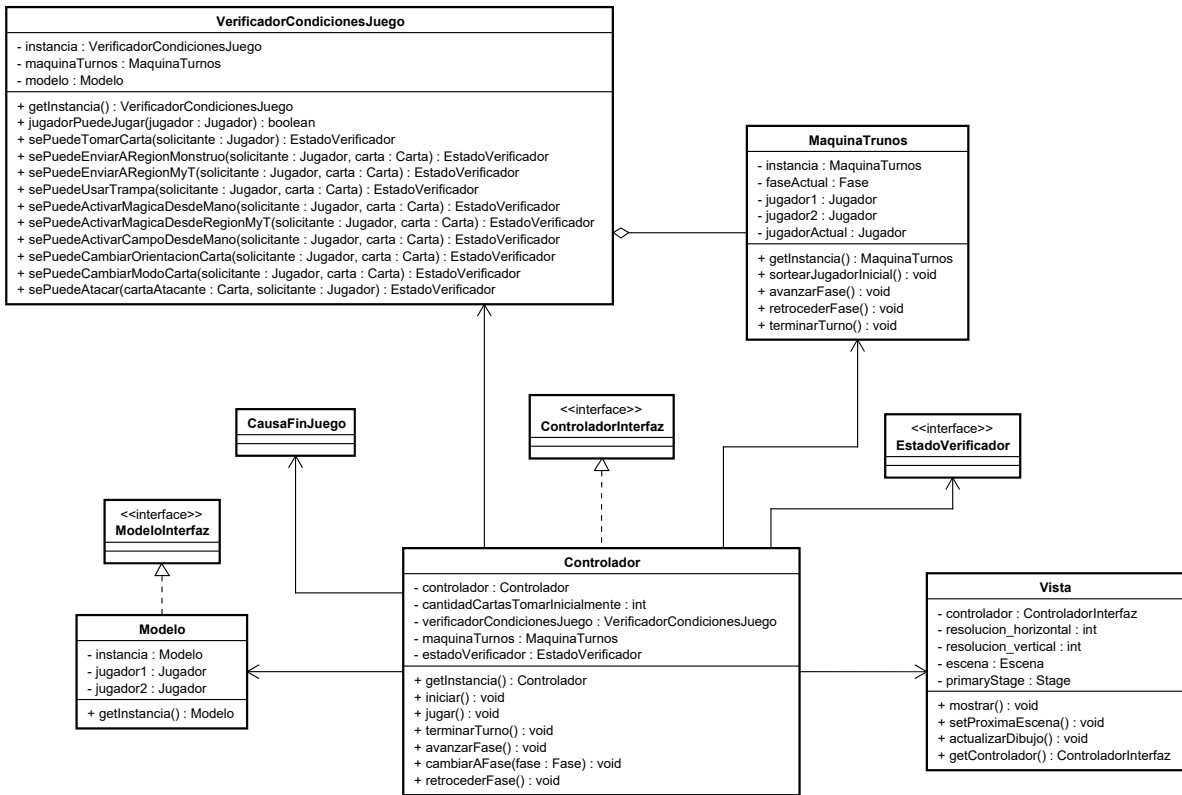 VerificadorCondicionesJuego
- instancia : VerificadorCondicionesJuego
- maquinaTurnos : MaquinaTurnos
- modelo : Modelo
+ getInstancia() : VerificadorCondicionesJuego
+ jugadorPuedeJugar(jugador : Jugador) : boolean
+ sePuedeTomarCarta(solicitante : Jugador) : EstadoVerificador
+ sePuedeEnviarARegionMonstruo(solicitante : Jugador, carta : Carta) : EstadoVerificador
+ sePuedeEnviarARegionMyT(solicitante : Jugador, carta : Carta) : EstadoVerificador
+ sePuedeUsarTrampa(solicitante : Jugador, carta : Carta) : EstadoVerificador
+ sePuedeActivarMagicaDesdeMano(solicitante : Jugador, carta : Carta) : EstadoVerificador
+ sePuedeActivarMagicaDesdeRegionMyT(solicitante : Jugador, carta : Carta) : EstadoVerificador
+ sePuedeActivarCampoDesdeMano(solicitante : Jugador, carta : Carta) : EstadoVerificador
+ sePuedeCambiarOrientacionCarta(solicitante : Jugador, carta : Carta) : EstadoVerificador
+ sePuedeCambiarModoCarta(solicitante : Jugador, carta : Carta) : EstadoVerificador
+ sePuedeAtacar(cartaAtacante : Carta, solicitante : Jugador) : EstadoVerificador
MaquinaTrunos
- instancia : MaquinaTurnos
- faseActual : Fase
- jugador1 : Jugador
- jugador2 : Jugador
- jugadorActual : Jugador
+ getInstancia() : MaquinaTurnos
+ sortearJugadorInicial() : void
+ avanzarFase() : void
+ retrocederFase() : void
+ terminarTurno() : void
CausaFinJuego
<<interface>>
ControladorInterfaz
<<interface>>
EstadoVerificador
<<interface>>
ModeloInterfaz
Modelo
- instancia : Modelo
- jugador1 : Jugador
- jugador2 : Jugador
+ getInstancia() : Modelo
Controlador
- controlador : Controlador
- cantidadCartasTomarInicialmente : int
- verificadorCondicionesJuego : VerificadorCondicionesJuego
- maquinaTurnos : MaquinaTurnos
- estadoVerificador : EstadoVerificador
+ getInstancia() : Controlador
+ iniciar() : void
+ jugar() : void
+ terminarTurno() : void
+ avanzarFase() : void
+ cambiarAFase(fase : Fase) : void
+ retrocederFase() : void
Vista
- controlador : ControladorInterfaz
- resolucion_horizontal : int
- resolucion_vertical : int
- escena : Escena
- primaryStage : Stage
+ mostrar() : void
+ setProximaEscena() : void
+ actualizarDibujo() : void
+ getControlador() : ControladorInterfaz